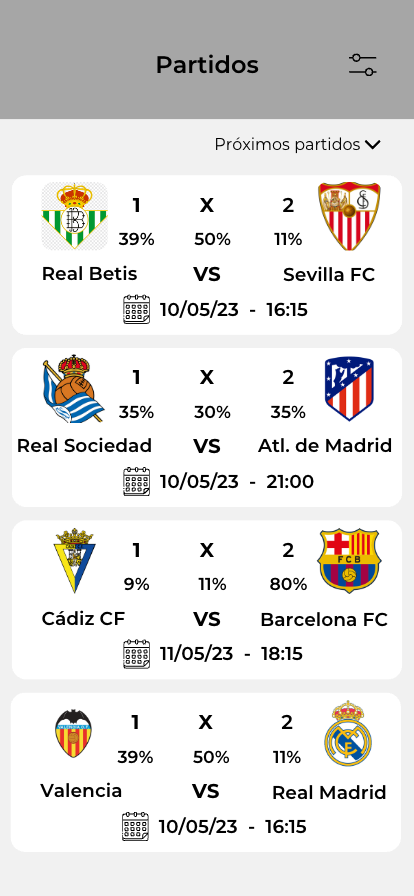 Partidos
Próximos partidos
1 X 2
39% 50% 11%
Real Betis VS Sevilla FC
10/05/23 - 16:15
1 X 2
35% 30% 35%
Real Sociedad VS Atl. de Madrid
10/05/23 - 21:00
1 X 2
FCB
9% 11% 80%
Cádiz CF VS Barcelona FC
11/05/23 - 18:15
1 X 2
39% 50% 11%
Valencia VS Real Madrid
10/05/23 - 16:15